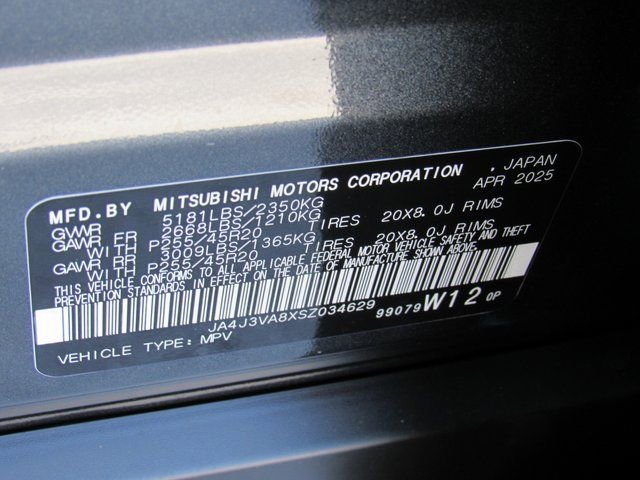 MFD.BY MITSUBISHI MOTORS CORPORATION. JAPAN
GVWR 5181LBS/2350KG APR 2025
GAWR FR 2668LBS/1210KG
WITH P255/45R20 TIRES 20X8.0J RIMS
GAWR RR 3009LBS/1365KG
WITH P255/45R20 TIRES 20X8.0J RIMS
THIS VEHICLE CONFORMS TO ALL APPLICABLE FEDERAL MOTOR VEHICLE SAFETY AND THEFT
PREVENTION STANDARDS IN EFFECT ON THE DATE OF MANUFACTURE SHOWN ABOVE.
JA4J3VA8XSZ034629
99079 W12 0P
VEHICLE TYPE: MPV